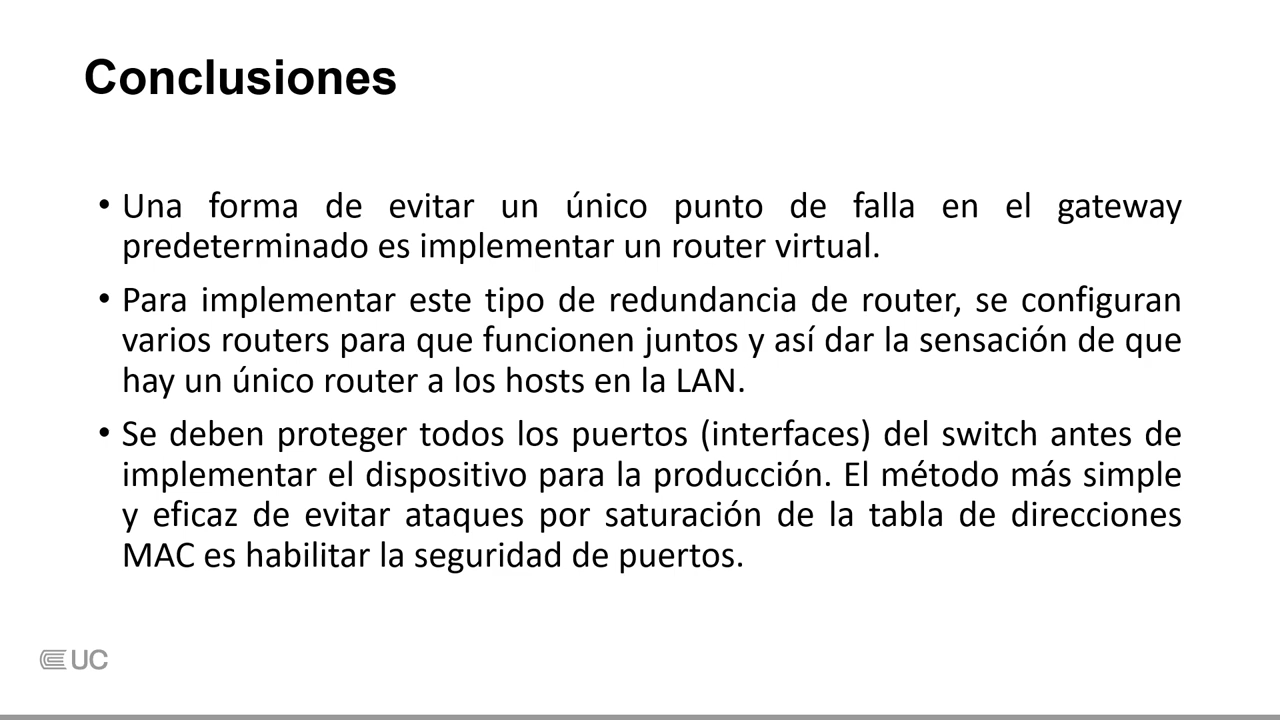 Conclusiones
• Una forma de evitar un único punto de falla en el gateway
predeterminado es implementar un router virtual.
• Para implementar este tipo de redundancia de router, se configuran
varios routers para que funcionen juntos y así dar la sensación de que
hay un único router a los hosts en la LAN.
• Se deben proteger todos los puertos (interfaces) del switch antes de
implementar el dispositivo para la producción. El método más simple
y eficaz de evitar ataques por saturación de la tabla de direcciones
MAC es habilitar la seguridad de puertos.
UC